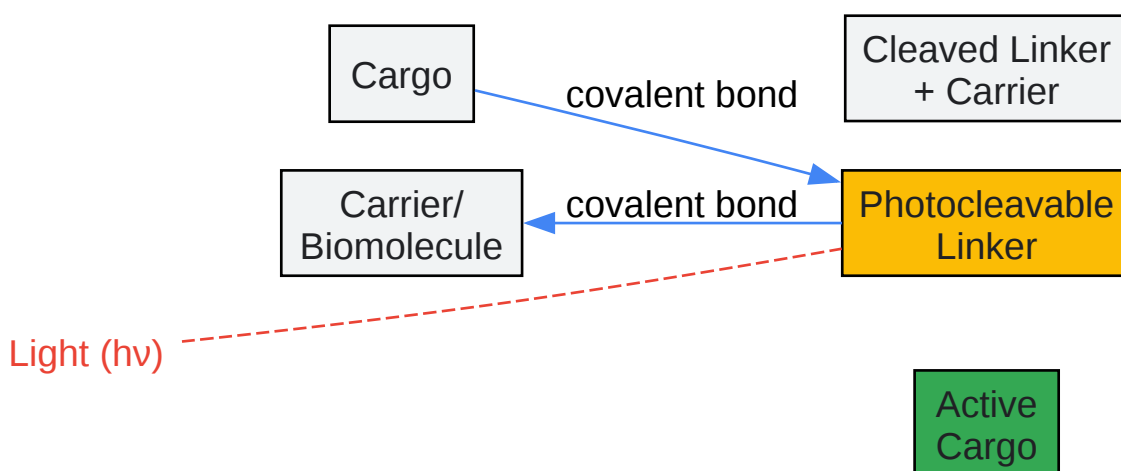 Cargo
covalent bond
Cleaved Linker
+ Carrier
Carrier/
Biomolecule
covalent bond
Photocleavable
Linker
Light (hν)
Active
Cargo